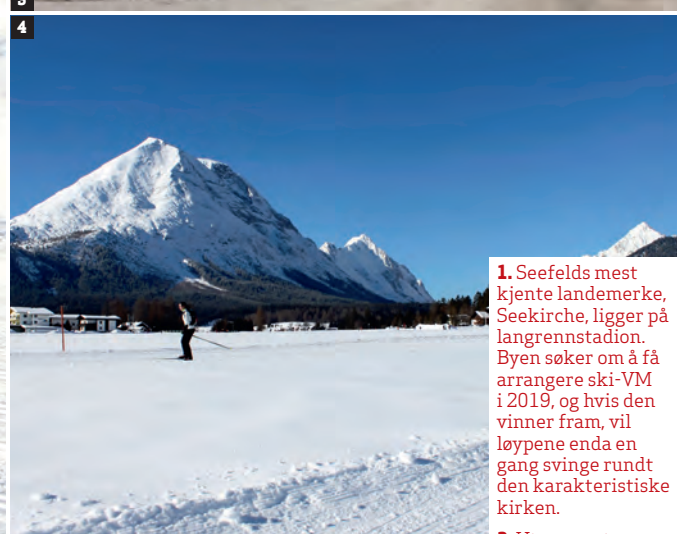 3
4
1. Seefelds mest
kjente landemerke,
Seekirche, ligger på
langrennstadion.
Byen søker om å få
arrangere ski-VM
i 2019, og hvis den
vinner fram, vil
løypene enda en
gang svinge rundt
den karakteristiske
kirken.